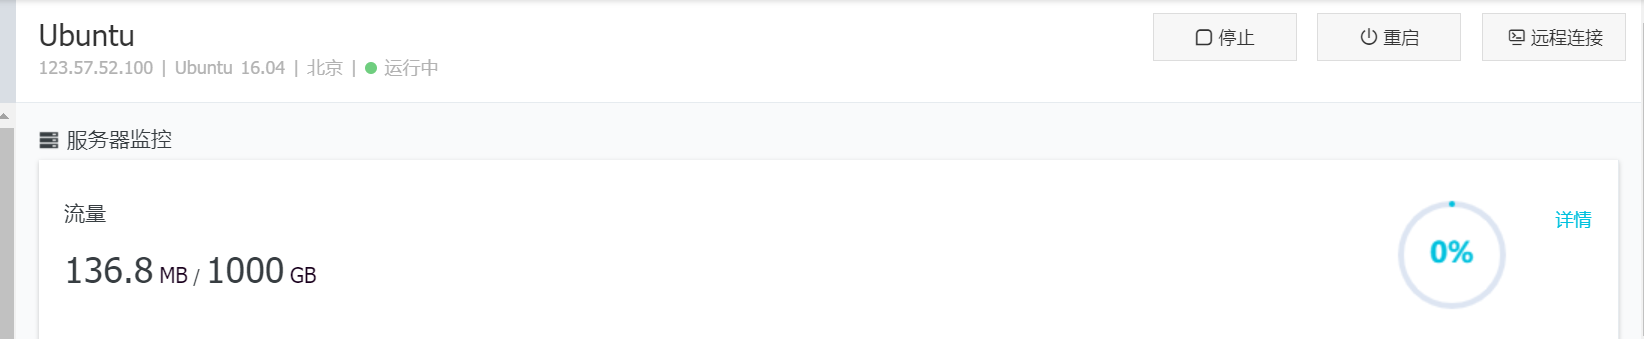 Ubuntu
停止
重启
远程连接
123.57.52.100 | Ubuntu 16.04 | 北京 | 运行中
服务器监控
流量
详情
0%
136.8 MB / 1000 GB